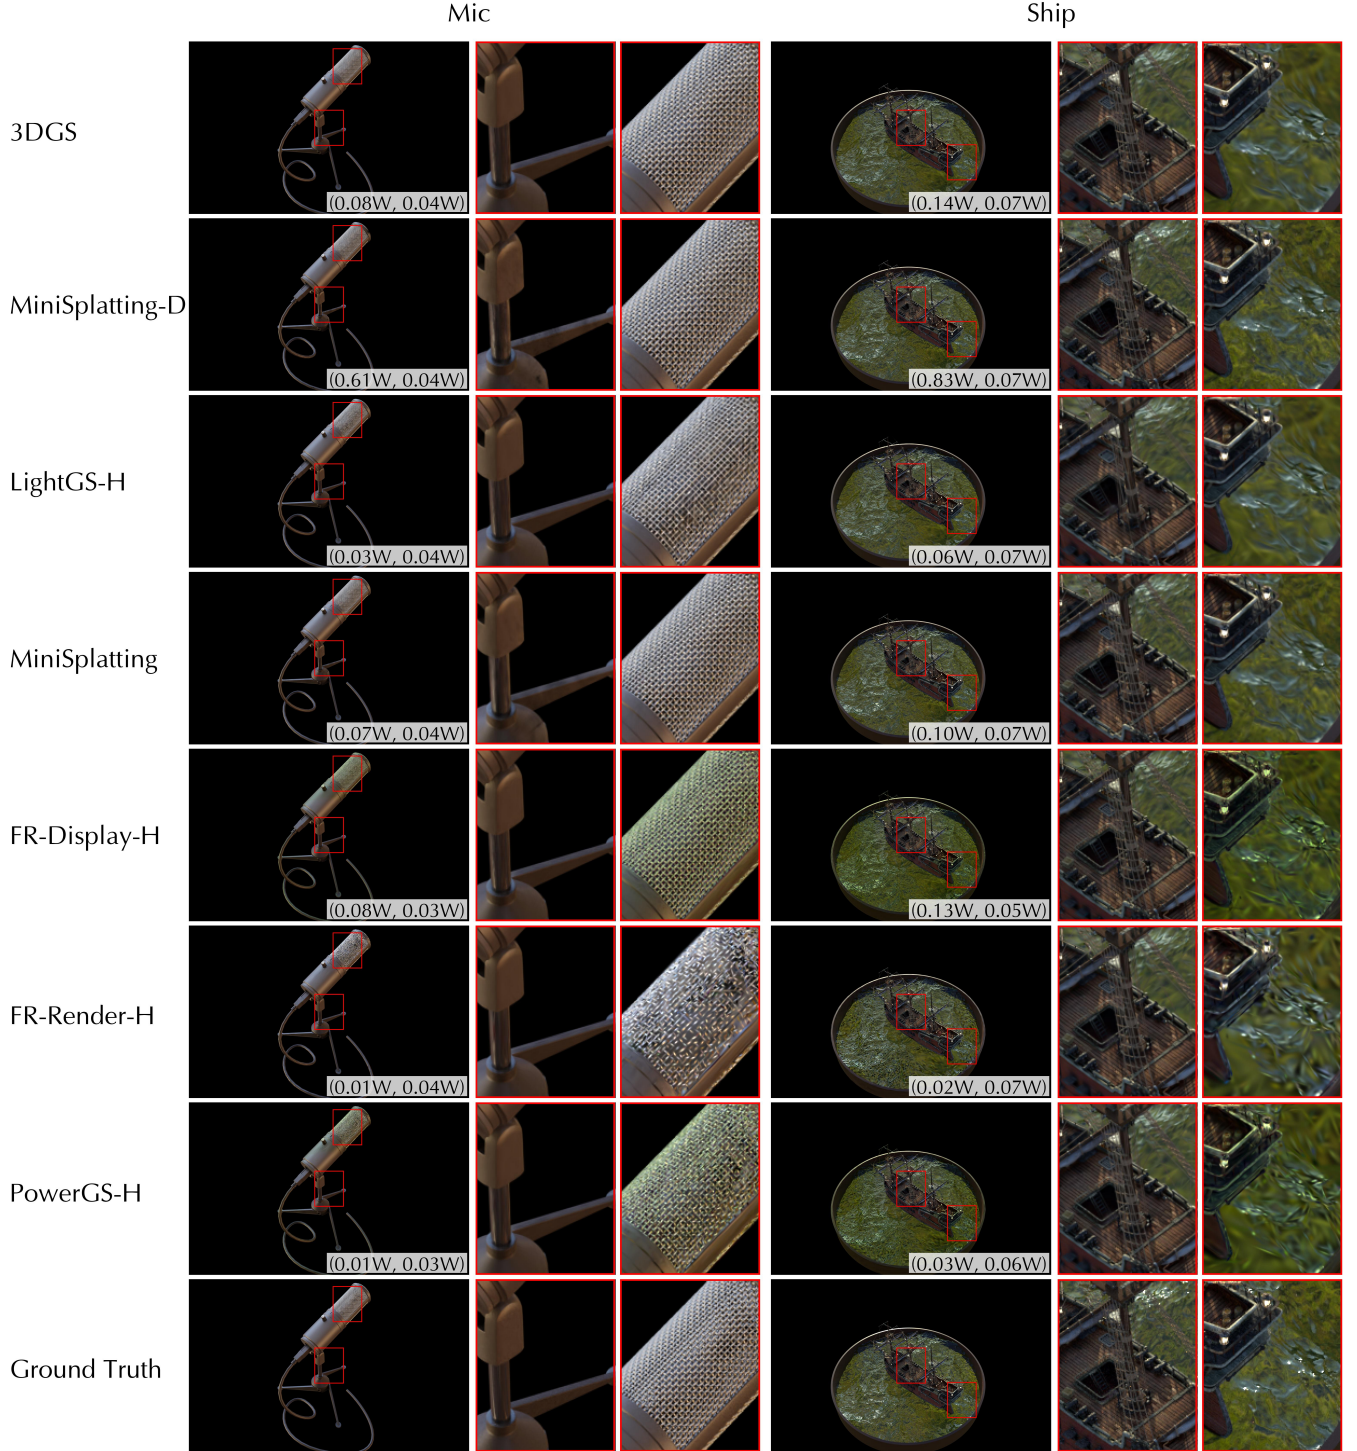 Mic Ship
3DGS (0.08W, 0.04W) (0.14W, 0.07W)
MiniSplatting-D (0.61W, 0.04W) (0.83W, 0.07W)
LightGS-H (0.03W, 0.04W) (0.06W, 0.07W)
MiniSplatting (0.07W, 0.04W) (0.10W, 0.07W)
FR-Display-H (0.08W, 0.03W) (0.13W, 0.05W)
FR-Render-H (0.01W, 0.04W) (0.02W, 0.07W)
PowerGS-H (0.01W, 0.03W) (0.03W, 0.06W)
Ground Truth